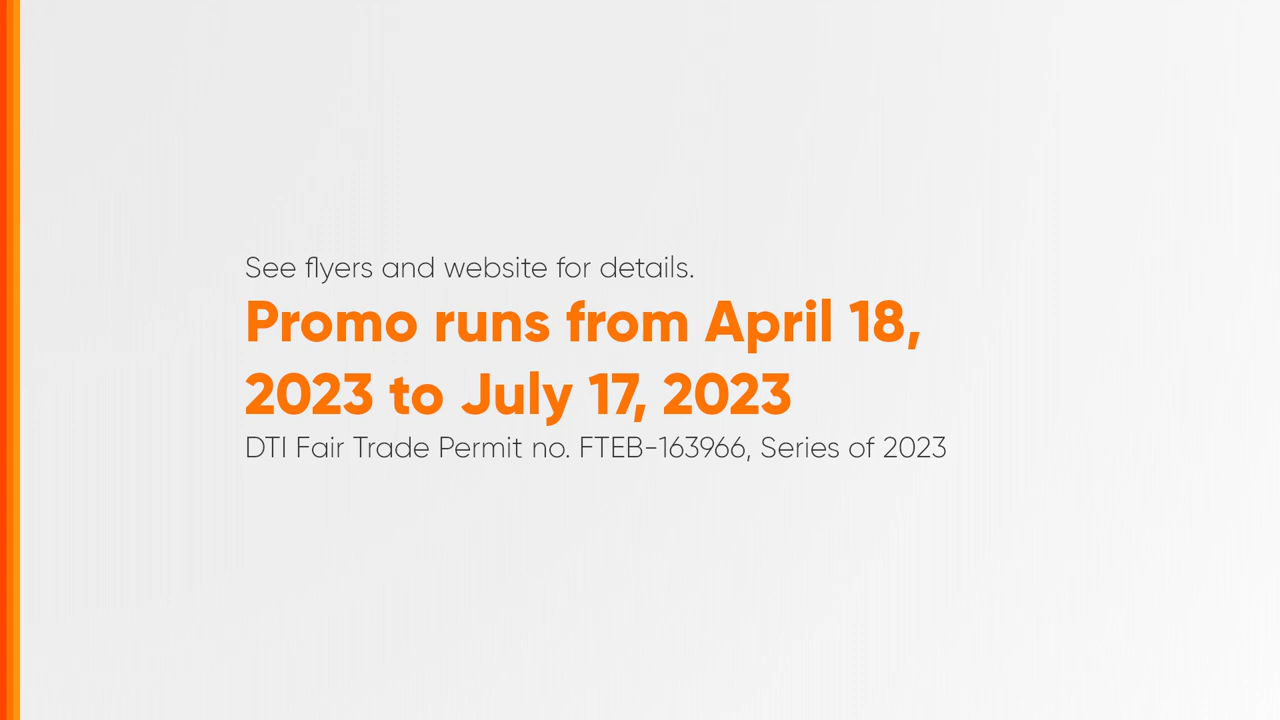 See flyers and website for details.
Promo runs from April 18,
2023 to July 17, 2023
DTI Fair Trade Permit no. FTEB-163966, Series of 2023